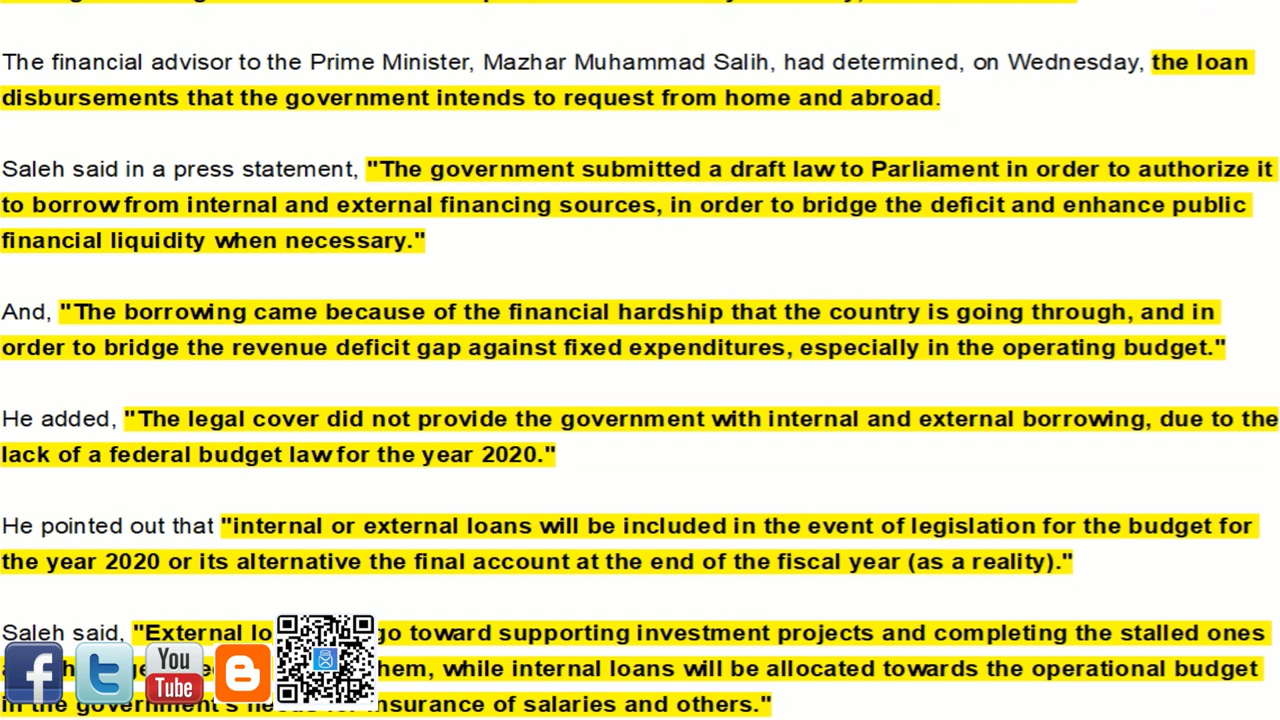 The financial advisor to the Prime Minister, Mazhar Muhammad Salih, had determined, on Wednesday, the loan
disbursements that the government intends to request from home and abroad.
Saleh said in a press statement, "The government submitted a draft law to Parliament in order to authorize it
to borrow from internal and external financing sources, in order to bridge the deficit and enhance public
financial liquidity when necessary."
And, "The borrowing came because of the financial hardship that the country is going through, and in
order to bridge the revenue deficit gap against fixed expenditures, especially in the operating budget."
He added, "The legal cover did not provide the government with internal and external borrowing, due to the
lack of a federal budget law for the year 2020."
He pointed out that "internal or external loans will be included in the event of legislation for the budget for
the year 2020 or its alternative the final account at the end of the fiscal year (as a reality)."
Saleh said, "External go toward supporting investment projects and completing the stalled ones
while internal loans will be allocated towards the operational budget
in the government's insurance of salaries and others."
You
Tube